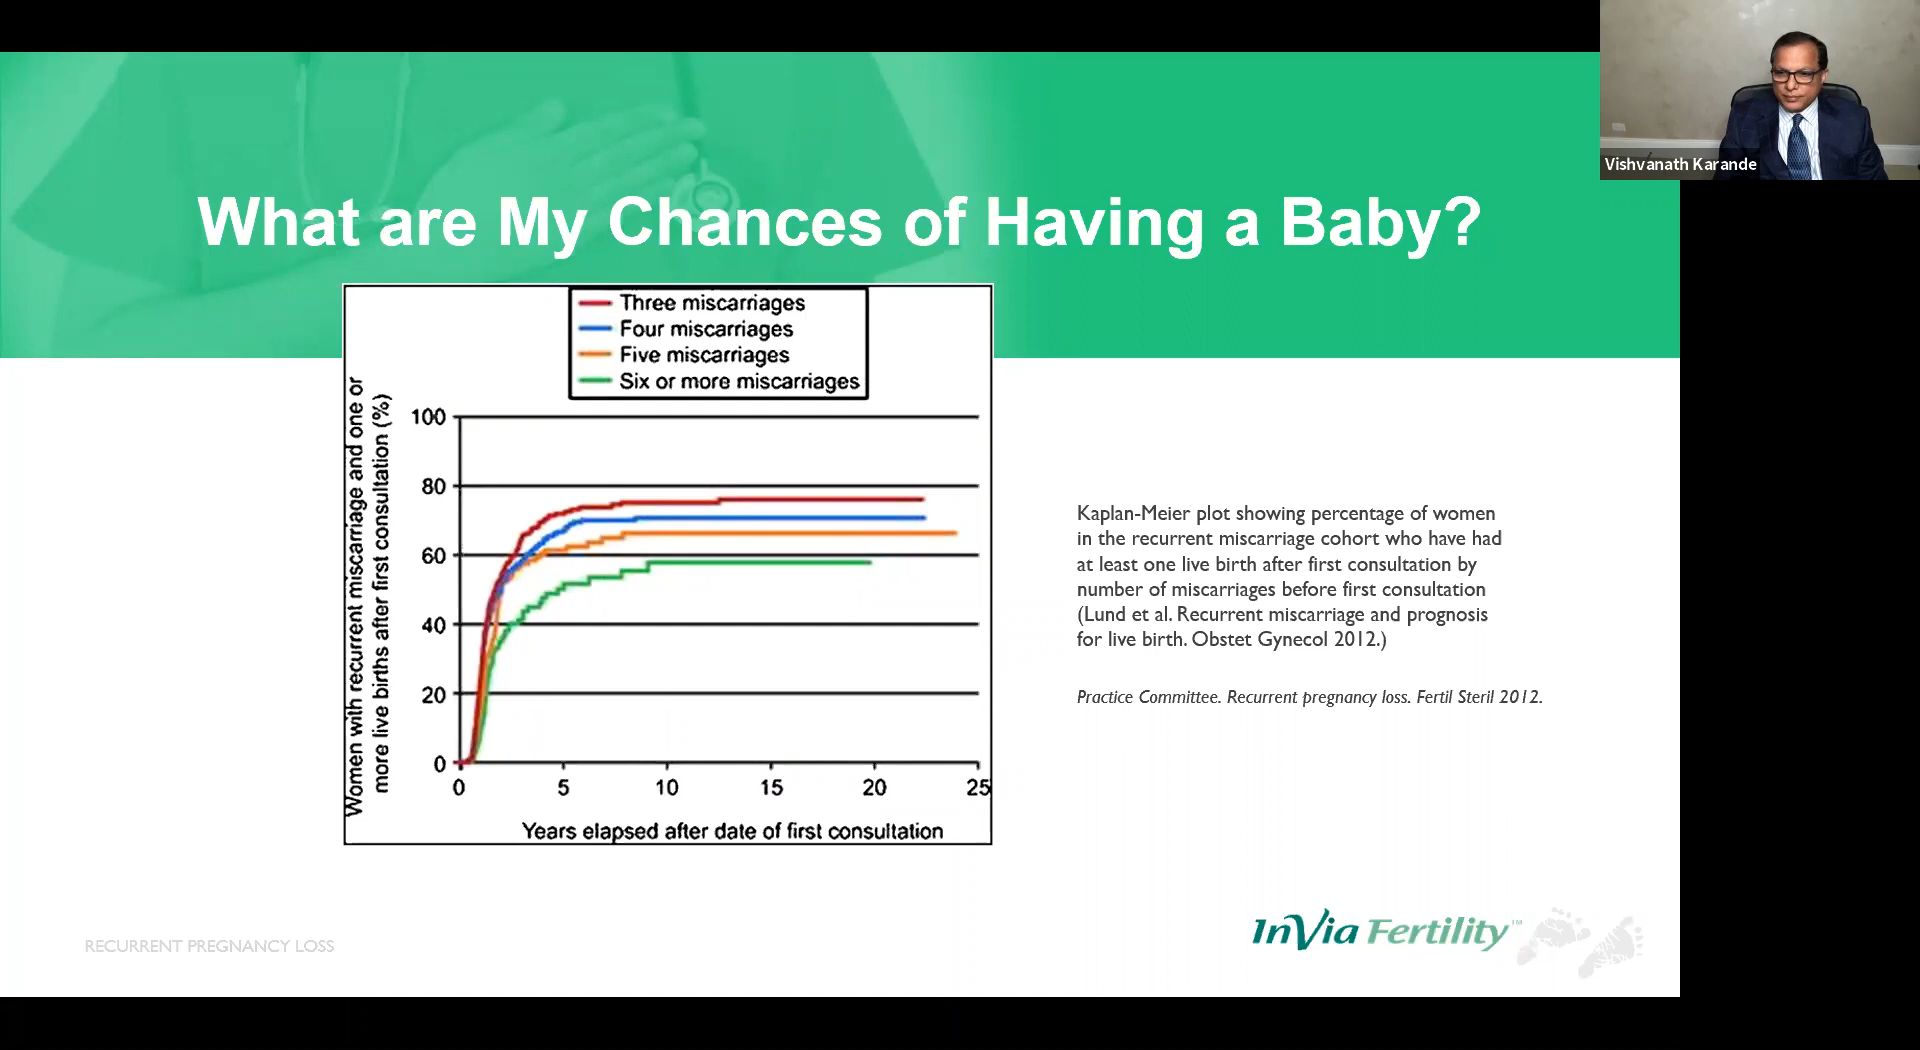 Vishvanath Karande
What are My Chances of Having a Baby?
Three miscarriages
Four miscarriages
Five miscarriages
Six or more miscarriages
Women with recurrent miscarriage and one or
more live births after first consultation (%)
100
80
60
40
20
0
0 5 10 15 20 25
Years elapsed after date of first consultation
Kaplan-Meier plot showing percentage of women
in the recurrent miscarriage cohort who have had
at least one live birth after first consultation by
number of miscarriages before first consultation
(Lund et al. Recurrent miscarriage and prognosis
for live birth. Obstet Gynecol 2012.)
Practice Committee. Recurrent pregnancy loss. Fertil Steril 2012.
RECURRENT PREGNANCY LOSS
InVia Fertility™